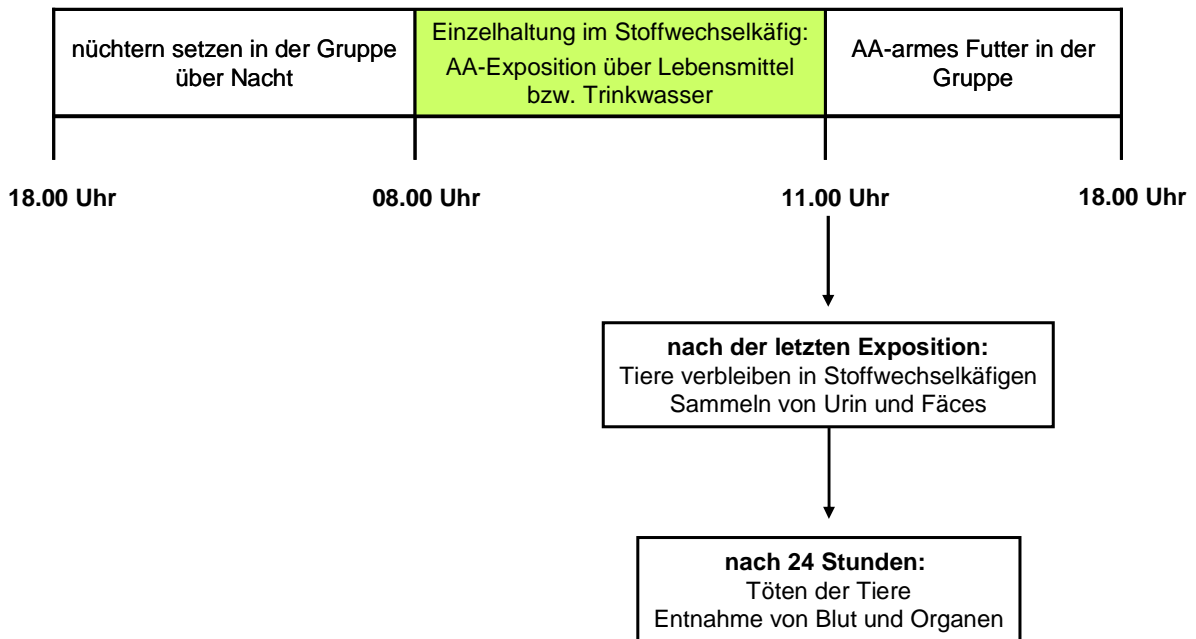 nüchtern setzen in der Gruppe
über Nacht
Einzelhaltung im Stoffwechselkäfig:
AA-Exposition über Lebensmittel
bzw. Trinkwasser
AA-armes Futter in der
Gruppe
18.00 Uhr
08.00 Uhr
11.00 Uhr
18.00 Uhr
nach der letzten Exposition:
Tiere verbleiben in Stoffwechselkäfigen
Sammeln von Urin und Fäces
nach 24 Stunden:
Töten der Tiere
Entnahme von Blut und Organen